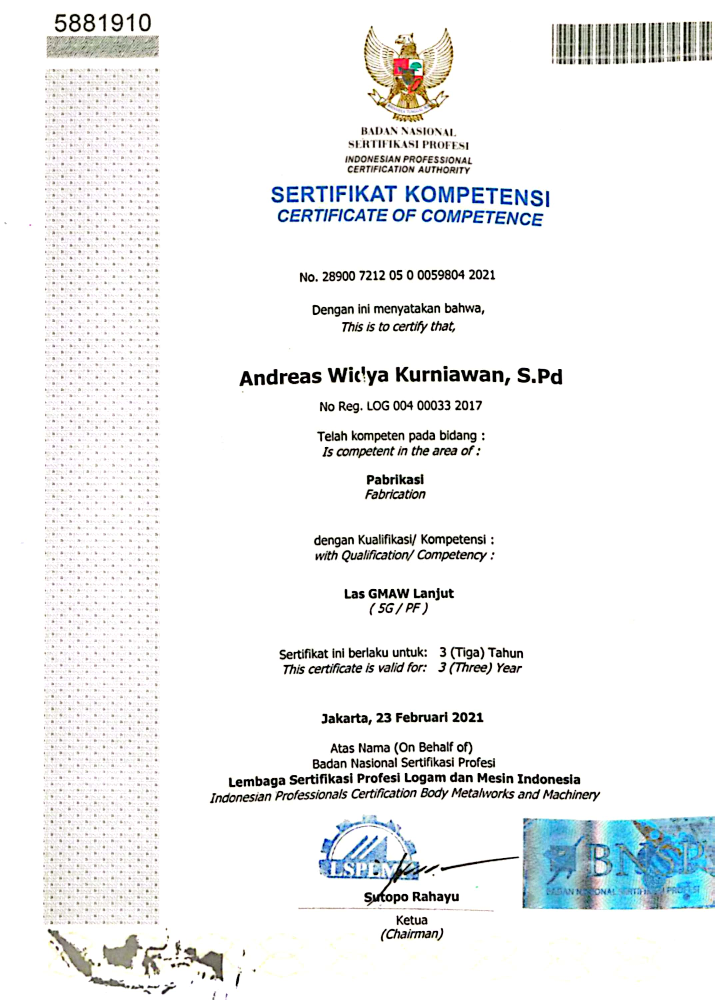 5881910
BADAN NASIONAL
SERTIFIKASI PROFESI
INDONESIAN PROFESSIONAL
CERTIFICATION AUTHORITY
SERTIFIKAT KOMPETENSI
CERTIFICATE OF COMPETENCE
No. 28900 7212 05 0 0059804 2021
Dengan ini menyatakan bahwa,
This is to certify that,
Andreas Widya Kurniawan, S.Pd
No Reg. LOG 004 00033 2017
Telah kompeten pada bidang :
Is competent in the area of :
Pabrikasi
Fabrication
dengan Kualifikasi/ Kompetensi :
with Qualification/ Competency :
Las GMAW Lanjut
( 5G / PF )
Sertifikat ini berlaku untuk: 3 (Tiga) Tahun
This certificate is valid for: 3 (Three) Year
Jakarta, 23 Februari 2021
Atas Nama (On Behalf of)
Badan Nasional Sertifikasi Profesi
Lembaga Sertifikasi Profesi Logam dan Mesin Indonesia
Indonesian Professionals Certification Body Metalworks and Machinery
LSPLM
BNSP
BADAN NASIONAL SERTIFIKASI PROFESI
Sutopo Rahayu
Ketua
(Chairman)